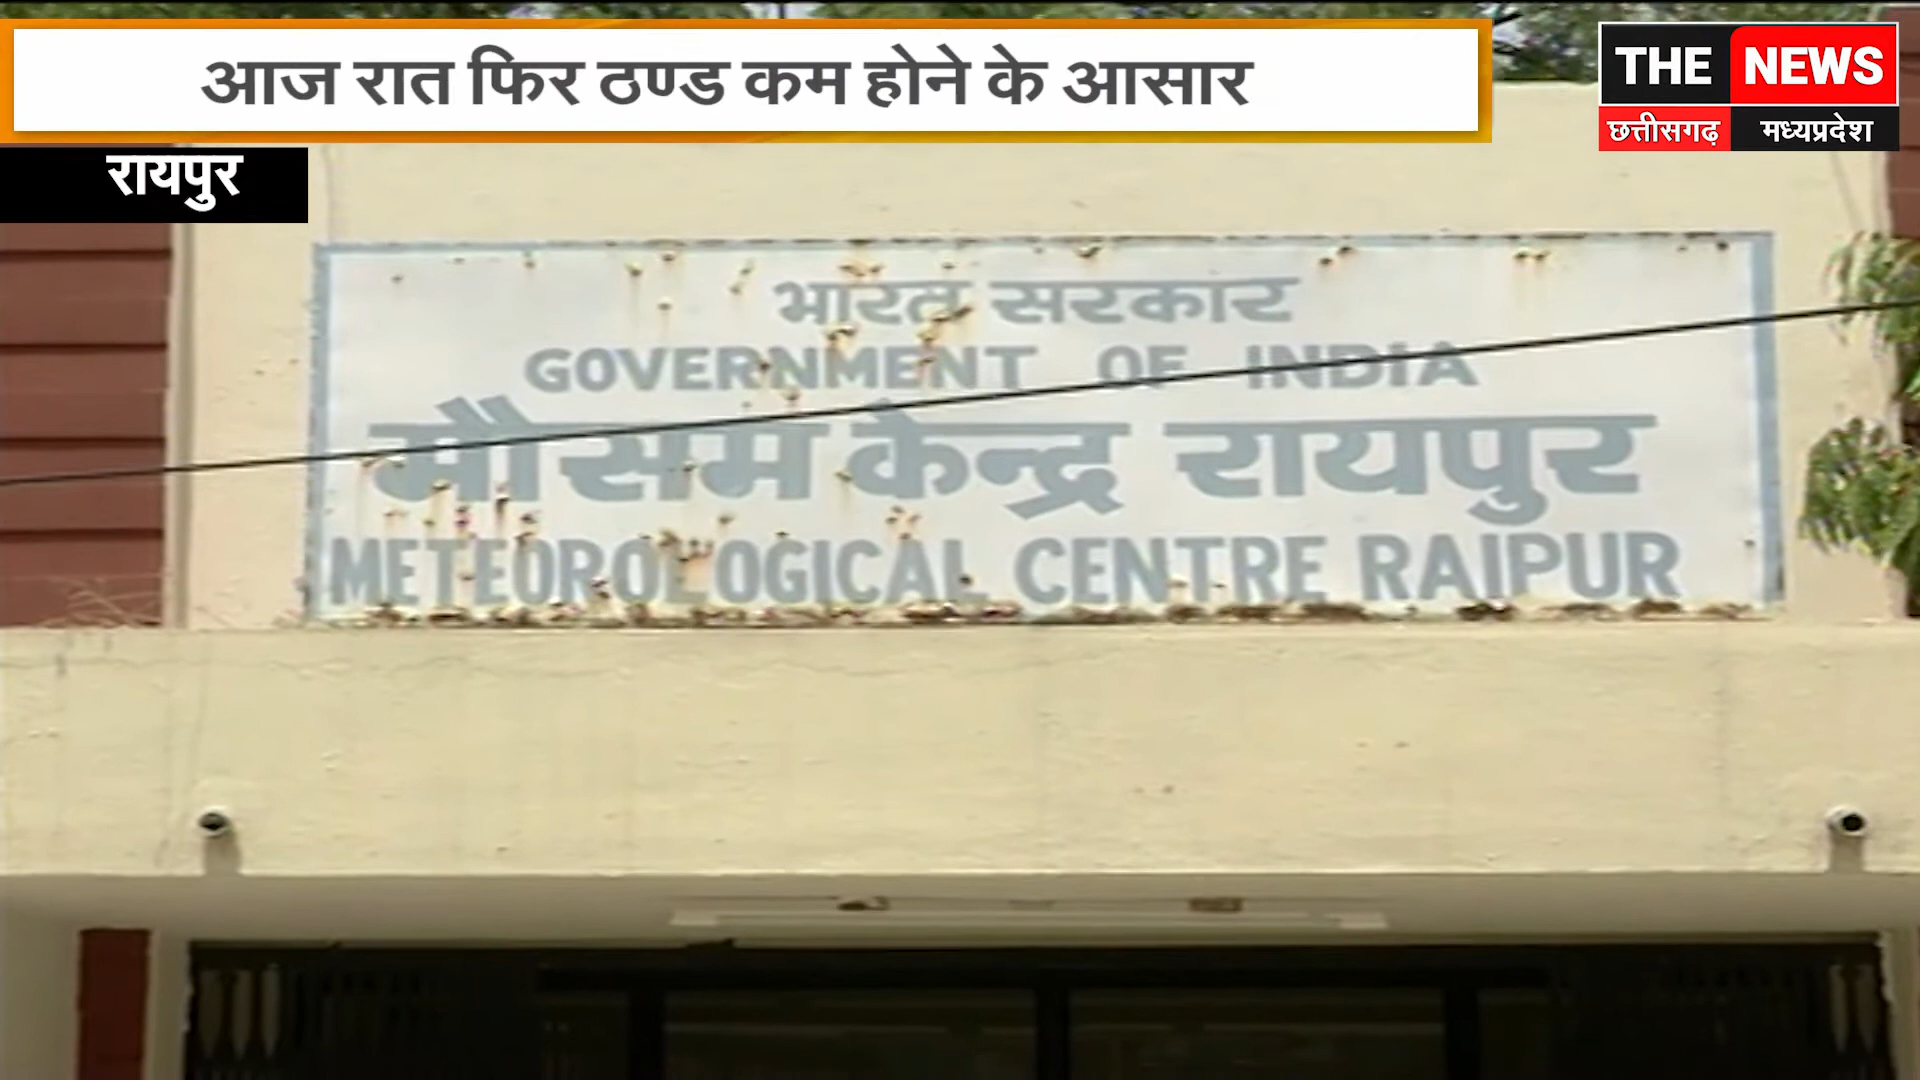 आज रात फिर ठण्ड कम होने के आसार
THE NEWS
छत्तीसगढ़ मध्यप्रदेश
रायपुर
भारत सरकार
GOVERNMENT OF INDIA
मौसम केन्द्र रायपुर
METEOROLOGICAL CENTRE RAIPUR